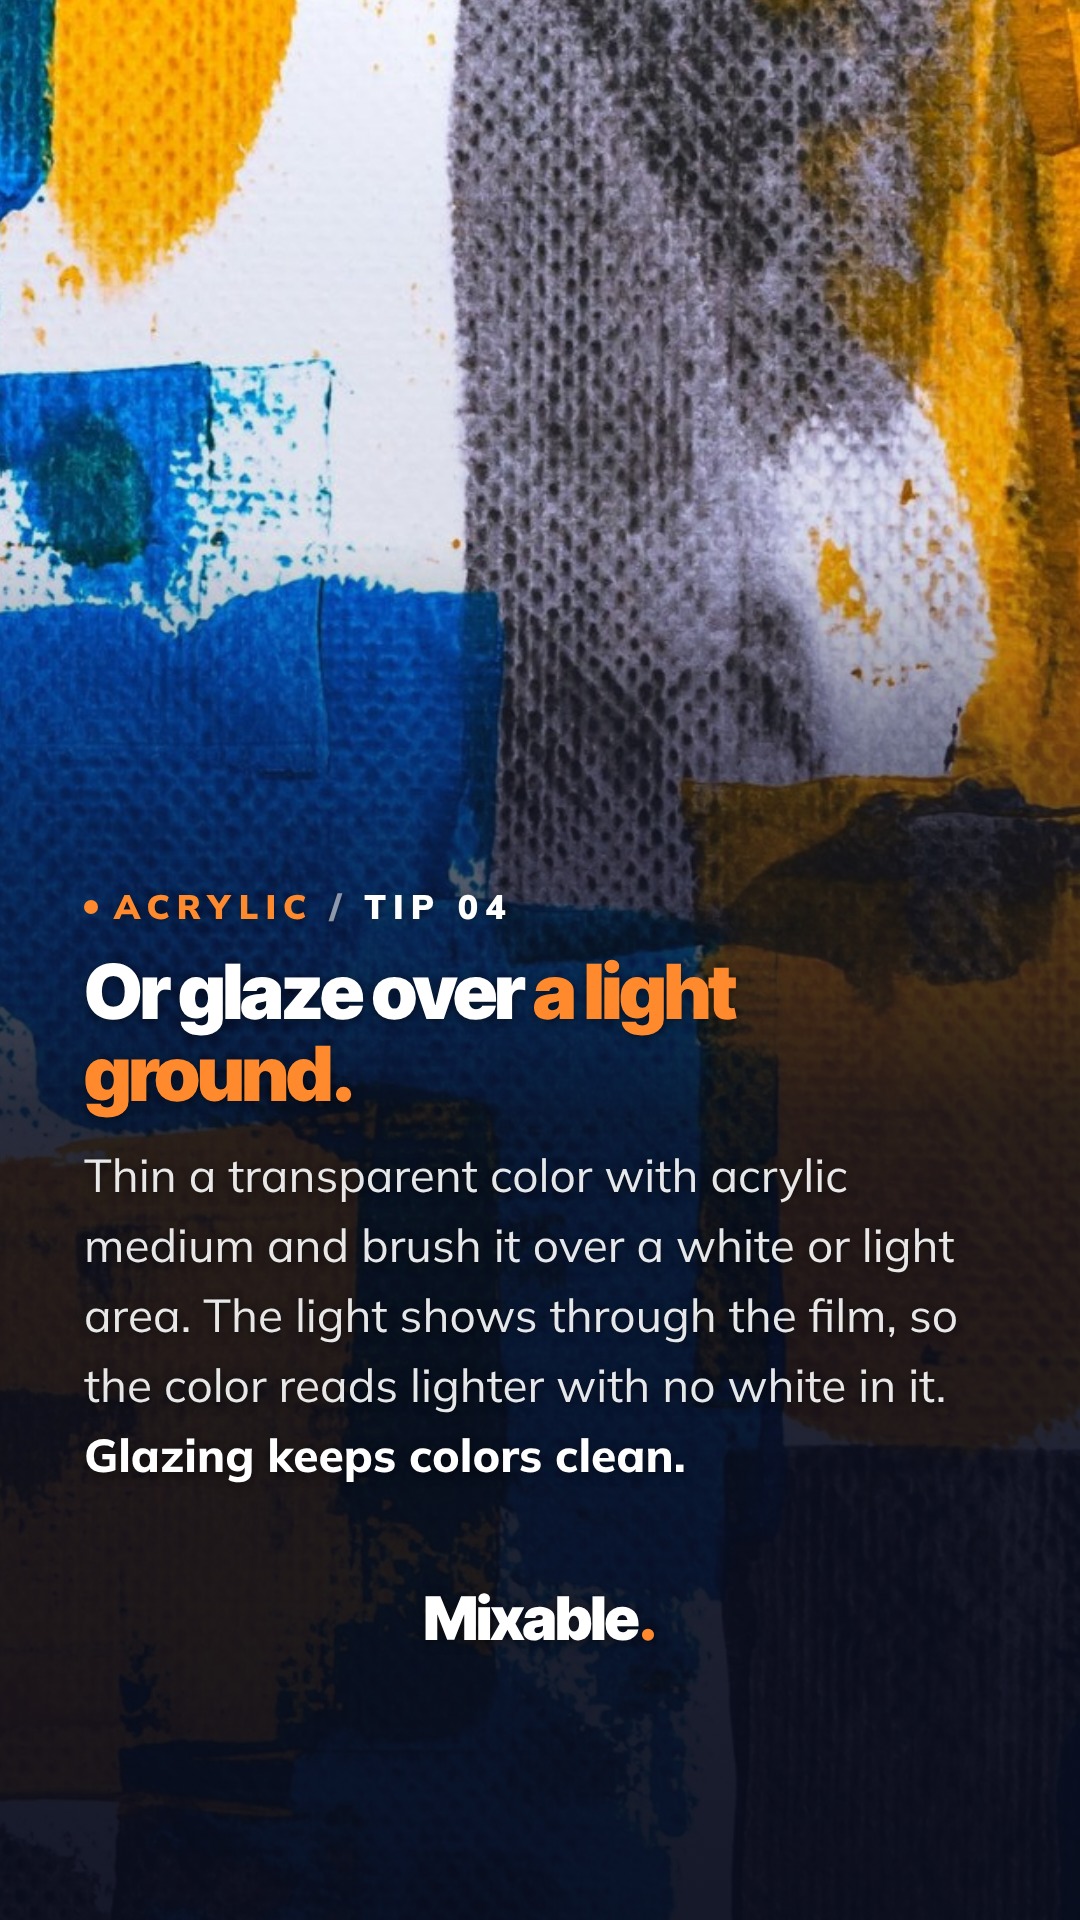 • ACRYLIC / TIP 04
Or glaze over a light
ground.
Thin a transparent color with acrylic
medium and brush it over a white or light
area. The light shows through the film, so
the color reads lighter with no white in it.
Glazing keeps colors clean.
Mixable.